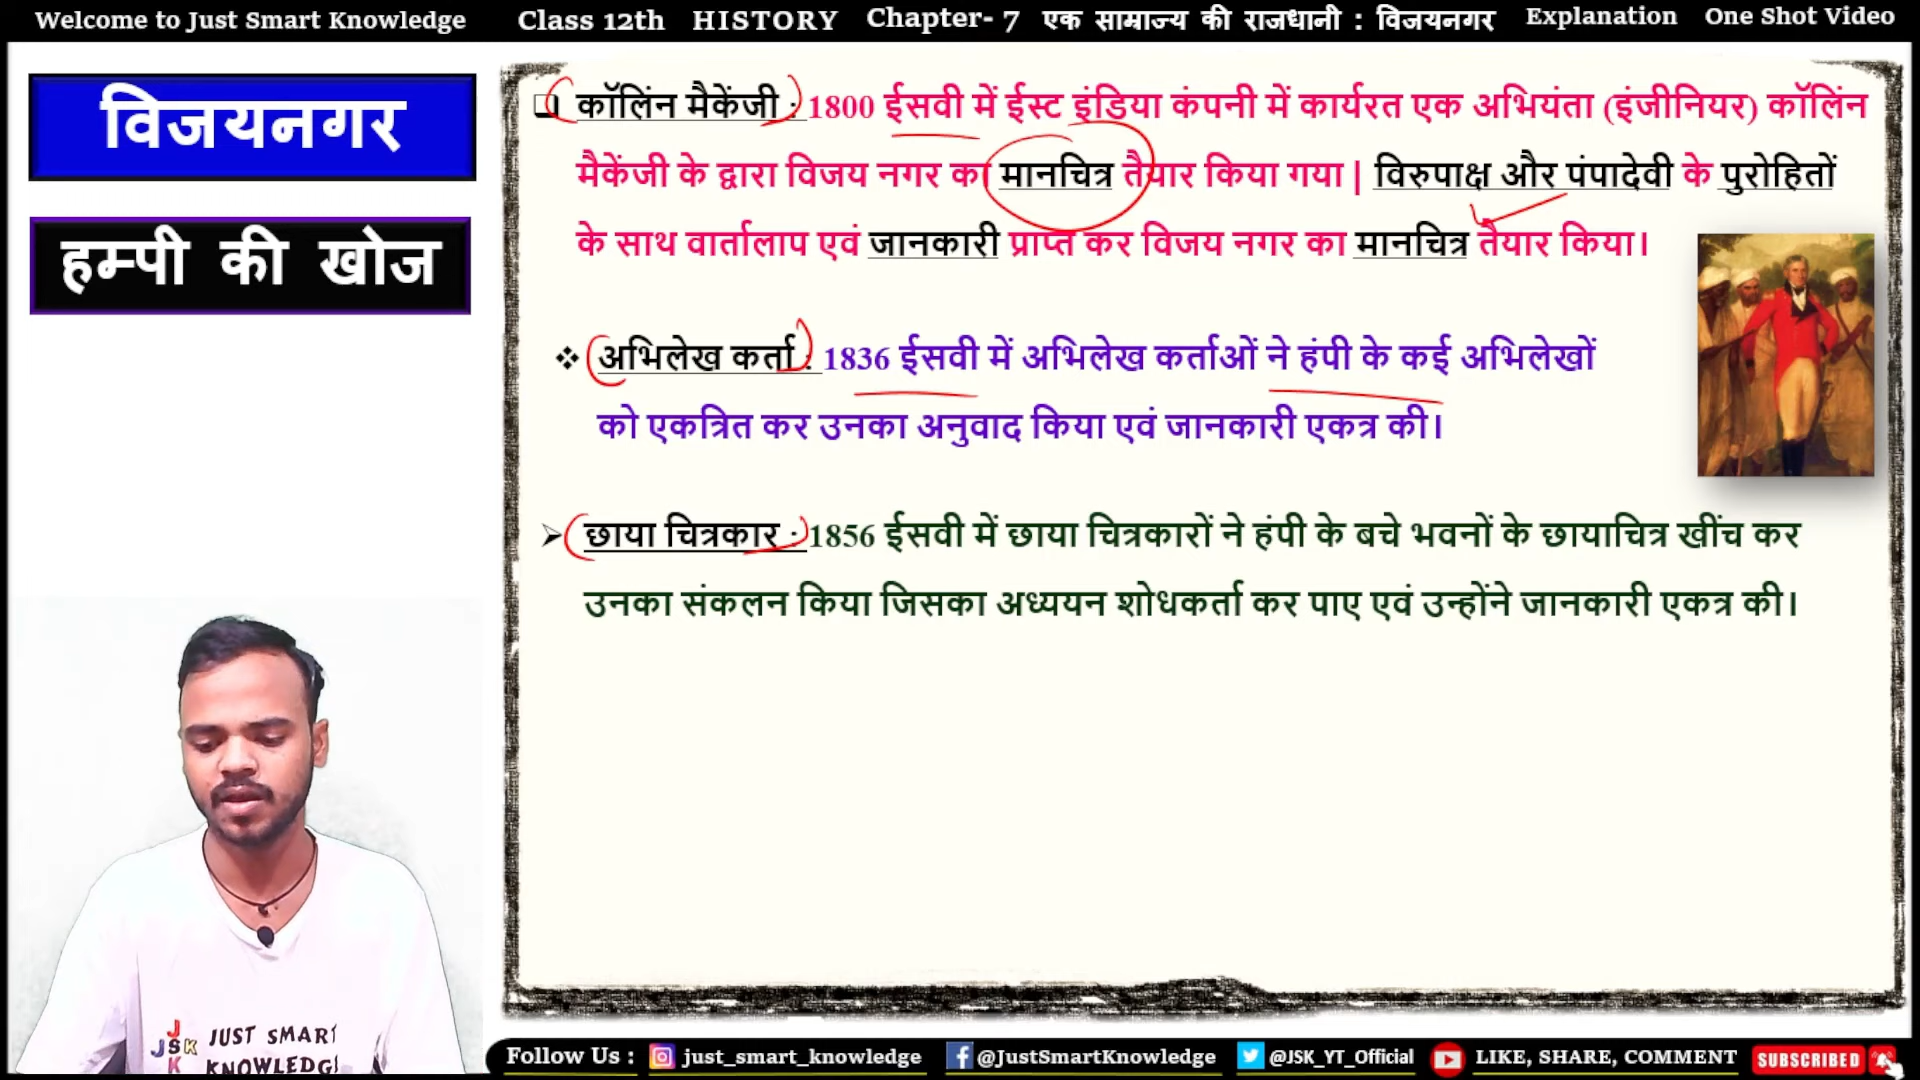 Welcome to Just Smart Knowledge Class 12th HISTORY Chapter- 7 एक साम्राज्य की राजधानी : विजयनगर Explanation One Shot Video
विजयनगर
हम्पी की खोज
कॉलिंन मैकेंजी : 1800 ईसवी में ईस्ट इंडिया कंपनी में कार्यरत एक अभियंता (इंजीनियर) कॉलिंन
मैकेंजी के द्वारा विजय नगर का मानचित्र तैयार किया गया | विरुपाक्ष और पंपादेवी के पुरोहितों
के साथ वार्तालाप एवं जानकारी प्राप्त कर विजय नगर का मानचित्र तैयार किया।
अभिलेख कर्ता : 1836 ईसवी में अभिलेख कर्ताओं ने हंपी के कई अभिलेखों
को एकत्रित कर उनका अनुवाद किया एवं जानकारी एकत्र की।
छाया चित्रकार : 1856 ईसवी में छाया चित्रकारों ने हंपी के बचे भवनों के छायाचित्र खींच कर
उनका संकलन किया जिसका अध्ययन शोधकर्ता कर पाए एवं उन्होंने जानकारी एकत्र की।
JSK JUST SMART
KNOWLEDGE
Follow Us : just_smart_knowledge @JustSmartKnowledge @JSK_YT_Official LIKE, SHARE, COMMENT SUBSCRIBED